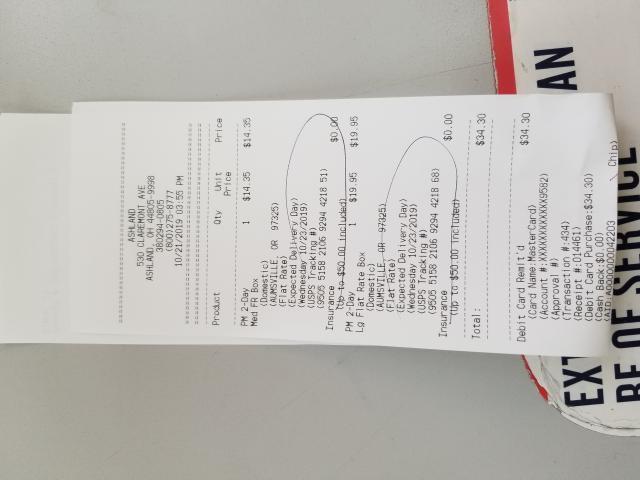 ASHLAND
530 CLAREMONT AVE
ASHLAND, OH 44805-9998
380294-0805
(800)275-8777
10/21/2019 03:55 PM
Product Qty Unit Price
Price
PM 2-Day 1 $14.35 $14.35
Med FR Box
(Domestic)
(AUMSVILLE, OR 97325)
(Flat Rate)
(Expected Delivery Day)
(Wednesday 10/23/2019)
(USPS Tracking #)
(9505 5158 2106 9294 4218 51)
Insurance $0.00
(Up to $50.00 included)
PM 2-Day 1 $19.95 $19.95
Lg Flat Rate Box
(Domestic)
(AUMSVILLE, OR 97325)
(Flat Rate)
(Expected Delivery Day)
(Wednesday 10/23/2019)
(USPS Tracking #)
(9505 5158 2106 9294 4218 68)
Insurance $0.00
(Up to $50.00 included)
Total: $34.30
Debit Card Remit'd $34.30
(Card Name:MasterCard)
(Account #:XXXXXXXXXXXX9582)
(Approval #)
(Transaction #:434)
(Receipt #:014461)
(Debit Card Purchase:$34.30)
(Cash Back:$0.00)
(AID:A0000000042203 Chip)
AN
EXT
BE OF SERVICE